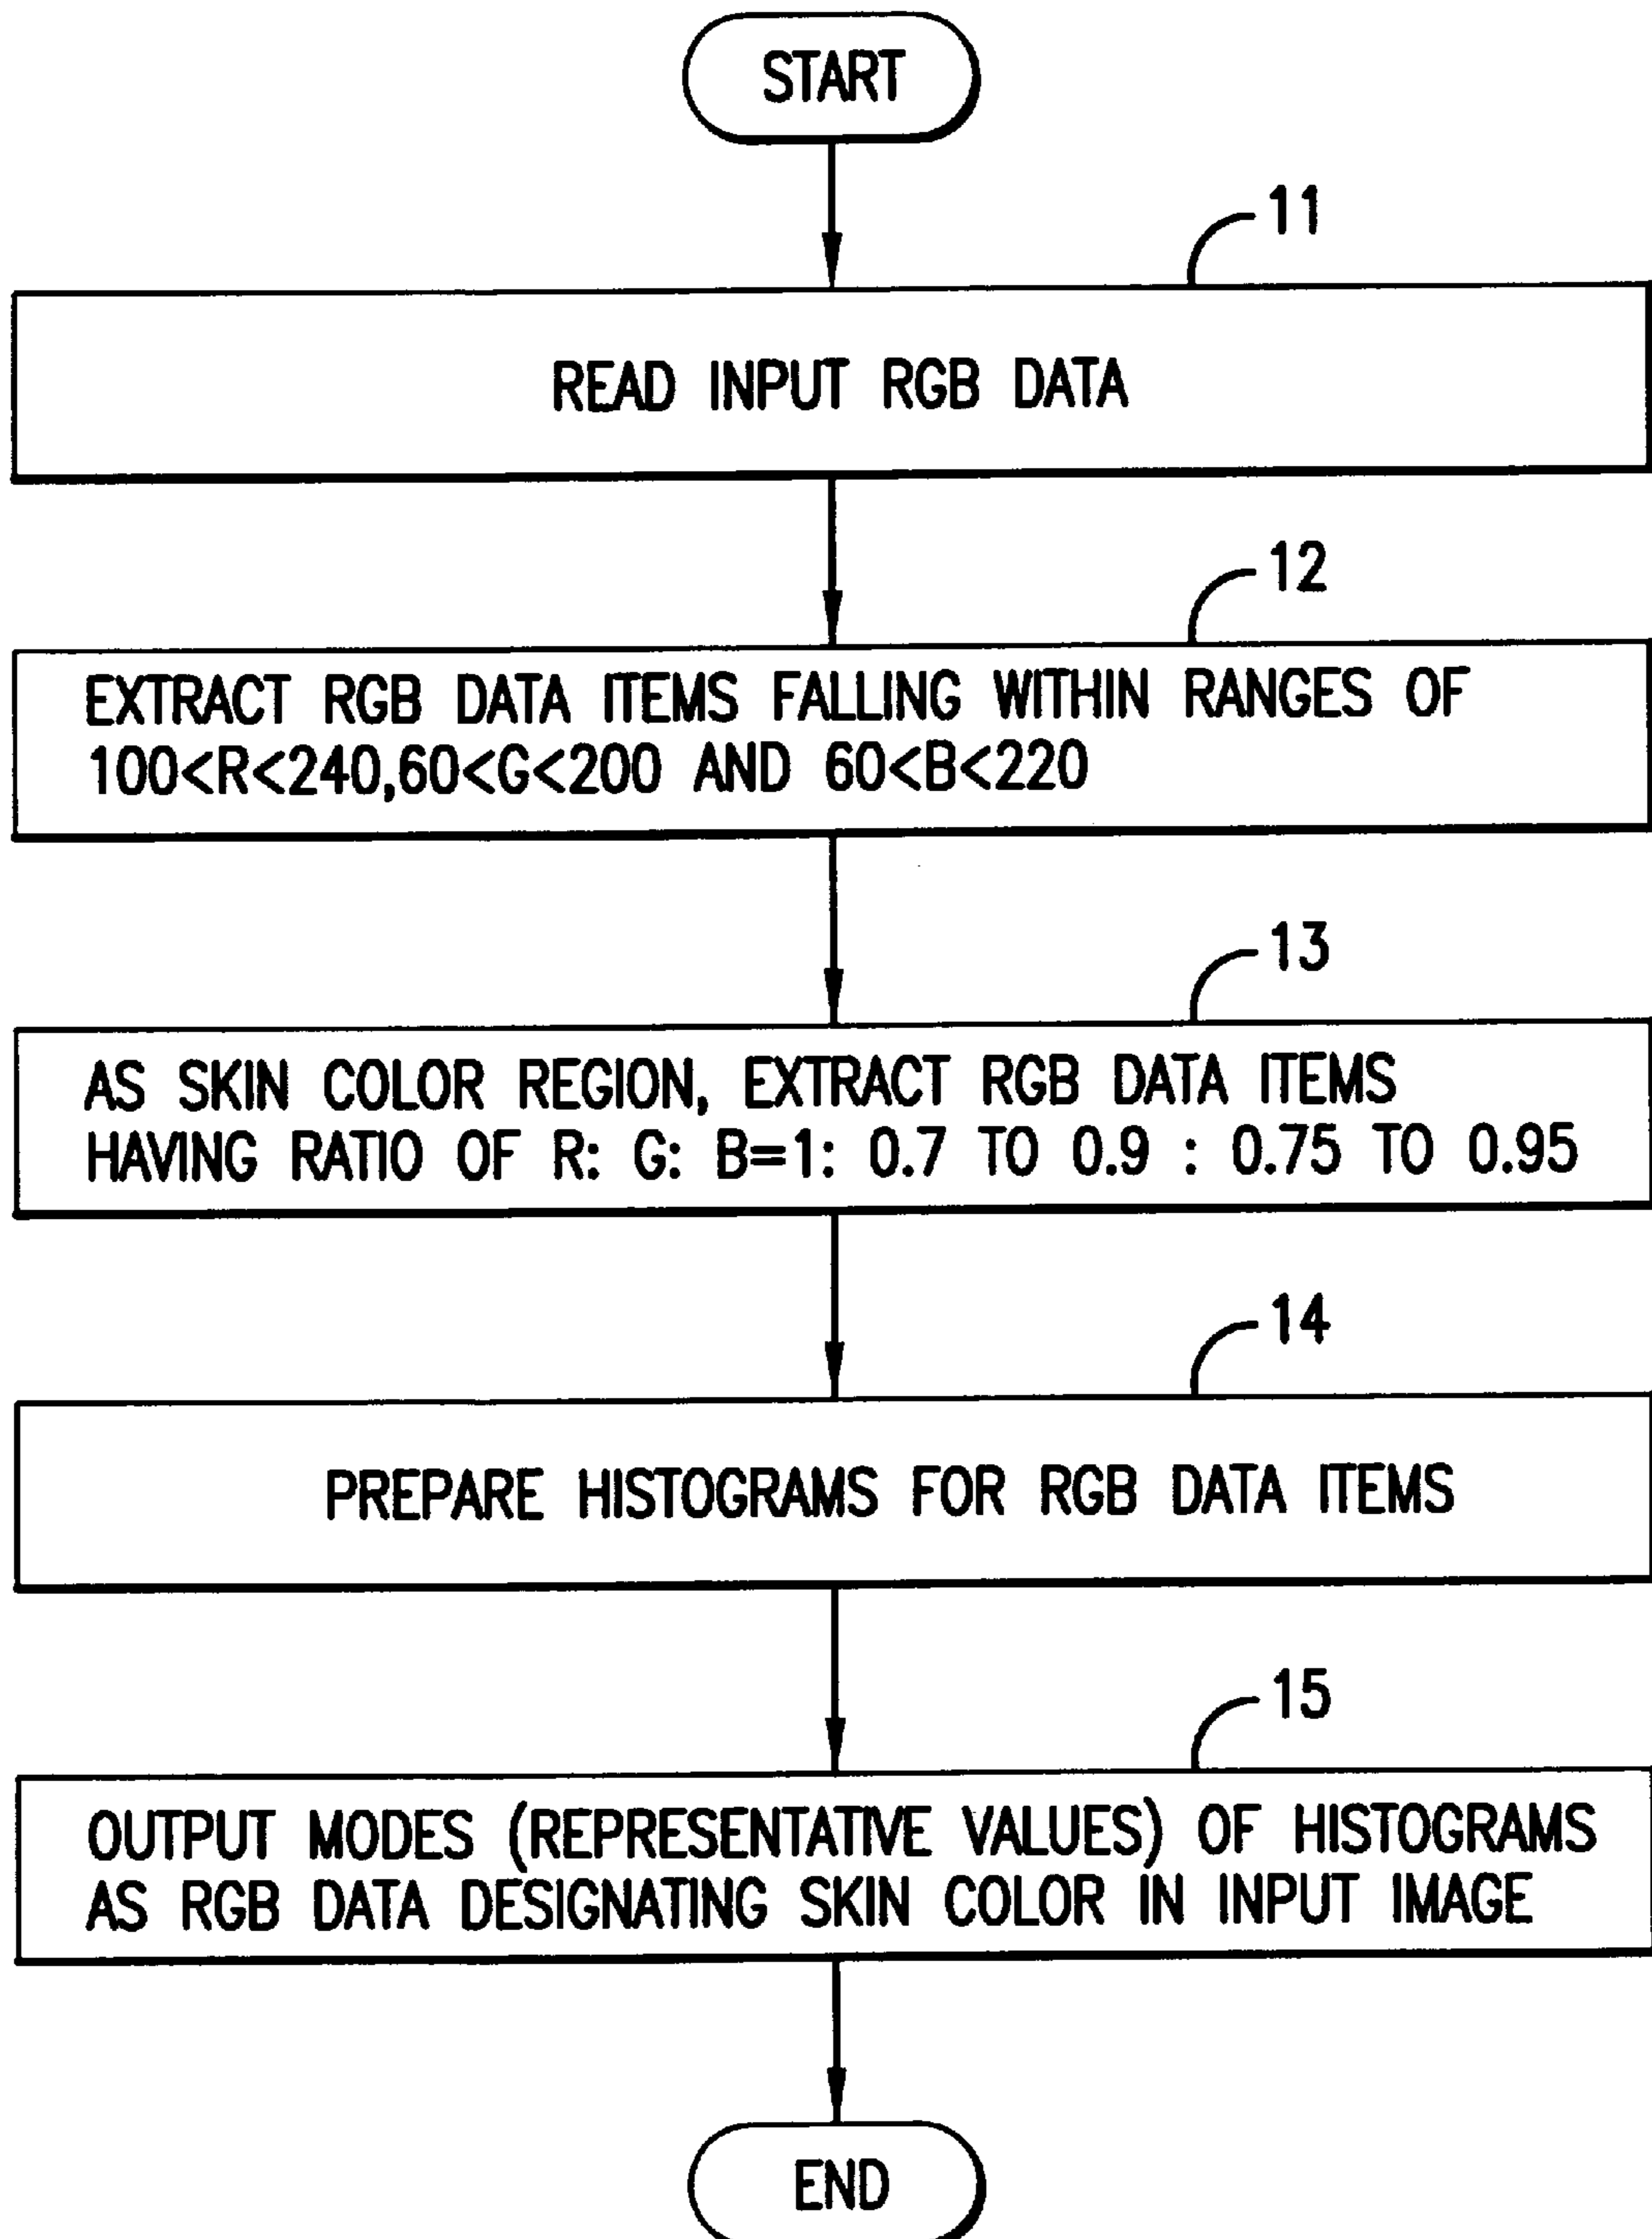 START
11
READ INPUT RGB DATA
12
EXTRACT RGB DATA ITEMS FALLING WITHIN RANGES OF
100<R<240,60<G<200 AND 60<B<220
13
AS SKIN COLOR REGION, EXTRACT RGB DATA ITEMS
HAVING RATIO OF R: G: B=1: 0.7 TO 0.9 : 0.75 TO 0.95
14
PREPARE HISTOGRAMS FOR RGB DATA ITEMS
15
OUTPUT MODES (REPRESENTATIVE VALUES) OF HISTOGRAMS
AS RGB DATA DESIGNATING SKIN COLOR IN INPUT IMAGE
END